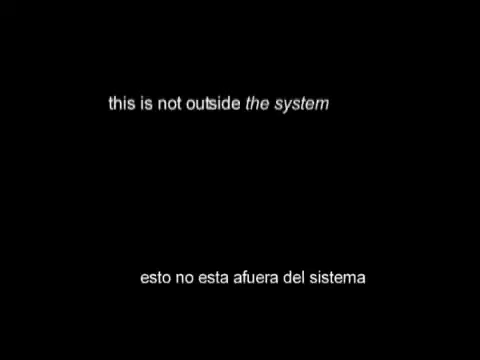 this is not outside the system
esto no esta afuera del sistema